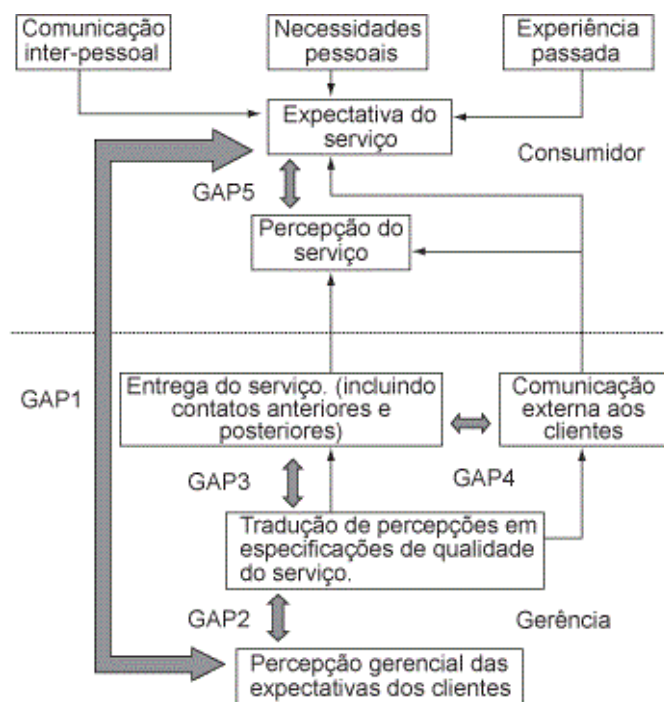 Comunicação
inter-pessoal
Necessidades
pessoais
Experiência
passada
Expectativa do
serviço
Consumidor
GAP5
Percepção do
serviço
GAP1
Entrega do serviço. (incluindo
contatos anteriores e
posteriores)
Comunicação
externa aos
clientes
GAP3
GAP4
Tradução de percepções em
especificações de qualidade
do serviço.
GAP2
Gerência
Percepção gerencial das
expectativas dos clientes